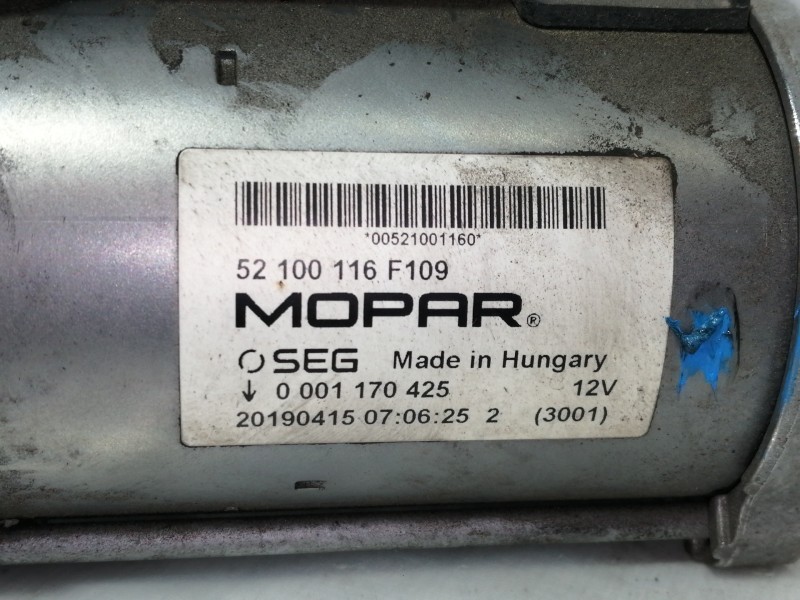 *00521001160*
52 100 116 F109
MOPAR®
SEG Made in Hungary
↓ 0 001 170 425 12V
20190415 07:06:25 2 (3001)